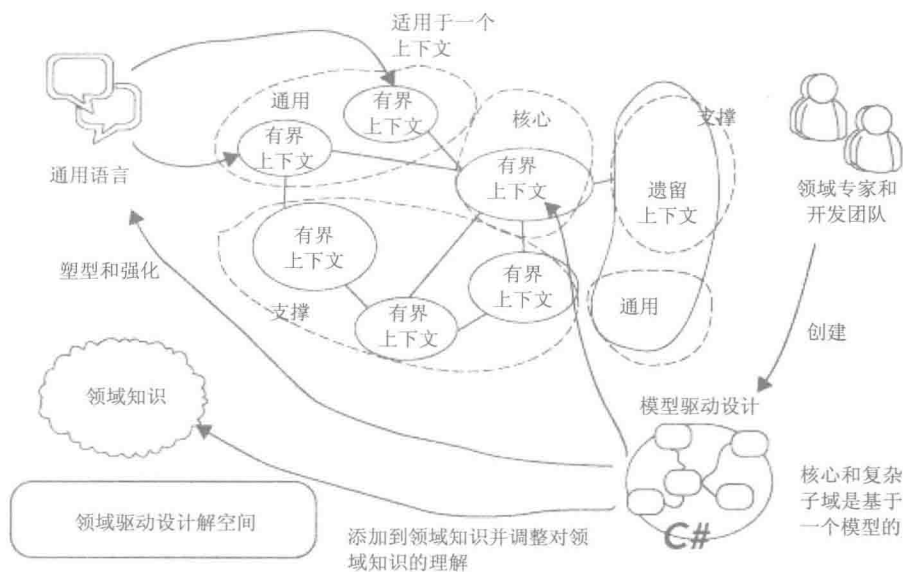 适用于一个
上下文
通用
有界
上下文
核心
支撑
有界
上下文
有界
上下文
遗留
上下文
通用语言
领域专家和
开发团队
有界
上下文
有界
上下文
塑型和强化
支撑
有界
上下文
通用
创建
领域知识
模型驱动设计
核心和复杂
子域是基于
一个模型的
领域驱动设计解空间
添加到领域知识并调整对领
域知识的理解
C#